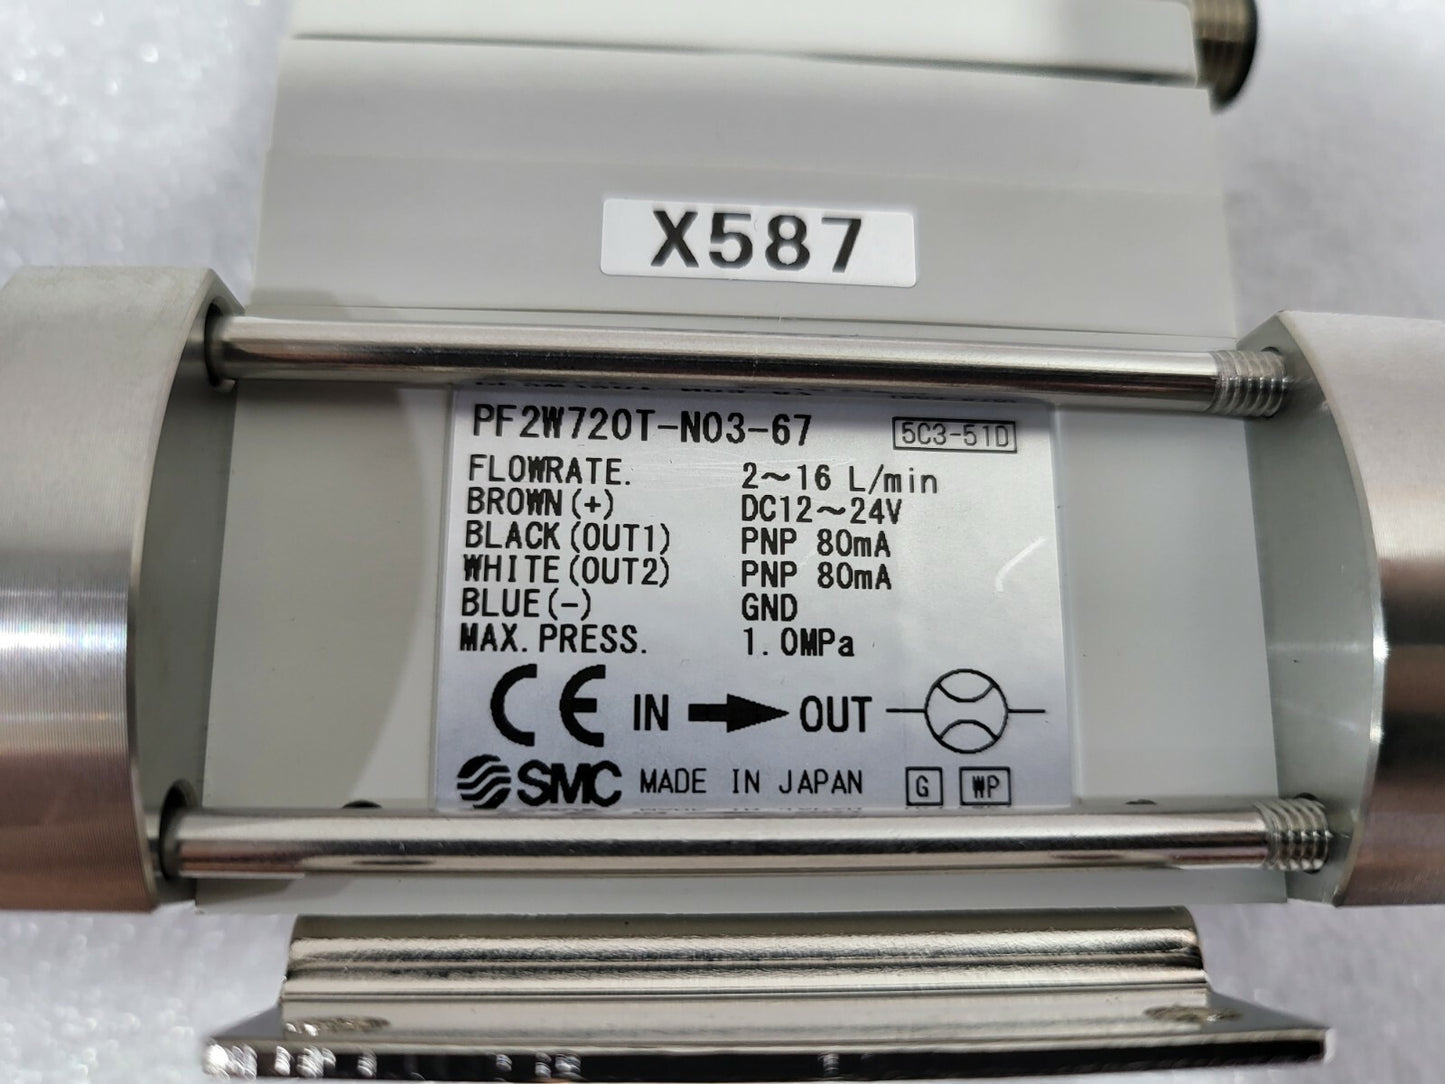 X587
PF2W720T-N03-67 5C3-51D
FLOWRATE. 2～16 L/min
BROWN(+) DC12～24V
BLACK(OUT1) PNP 80mA
WHITE(OUT2) PNP 80mA
BLUE(-) GND
MAX.PRESS. 1.0MPa
CE IN OUT
SMC MADE IN JAPAN G WP